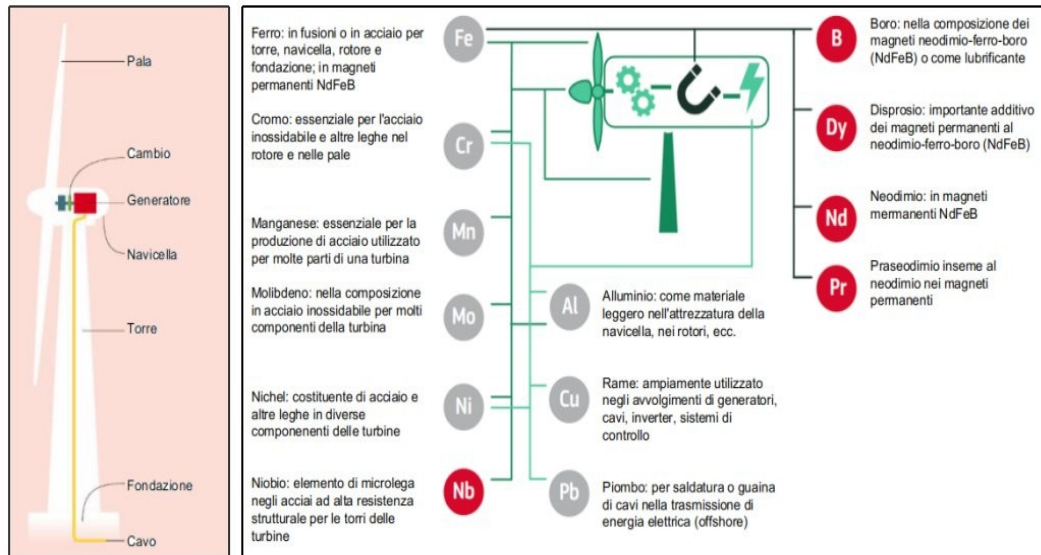 Pala
Cambio
Generatore
Navicella
Torre
Fondazione
Cavo
Ferro: in fusioni o in acciaio per
torre, navicella, rotore e
fondazione; in magneti
permanenti NdFeB
Fe
Cromo: essenziale per l'acciaio
inossidabile e altre leghe nel
rotore e nelle pale
Cr
Manganese: essenziale per la
produzione di acciaio utilizzato
per molte parti di una turbina
Mn
Molibdeno: nella composizione
in acciaio inossidabile per molti
componenti della turbina
Mo
Nichel: costituente di acciaio e
altre leghe in diverse
componenenti delle turbine
Ni
Niobio: elemento di microlega
negli acciai ad alta resistenza
strutturale per le torri delle
turbine
Nb
Al
Alluminio: come materiale
leggero nell'attrezzatura della
navicella, nei rotori, ecc.
Cu
Rame: ampiamente utilizzato
negli avvolgimenti di generatori,
cavi, inverter, sistemi di
controllo
Pb
Piombo: per saldatura o guaina
di cavi nella trasmissione di
energia elettrica (offshore)
B
Boro: nella composizione dei
magneti neodimio-ferro-boro
(NdFeB) o come lubrificante
Dy
Disprosio: importante additivo
dei magneti permanenti al
neodimio-ferro-boro (NdFeB)
Nd
Neodimio: in magneti
mermanenti NdFeB
Pr
Praseodimio inseme al
neodimio nei magneti
permanenti